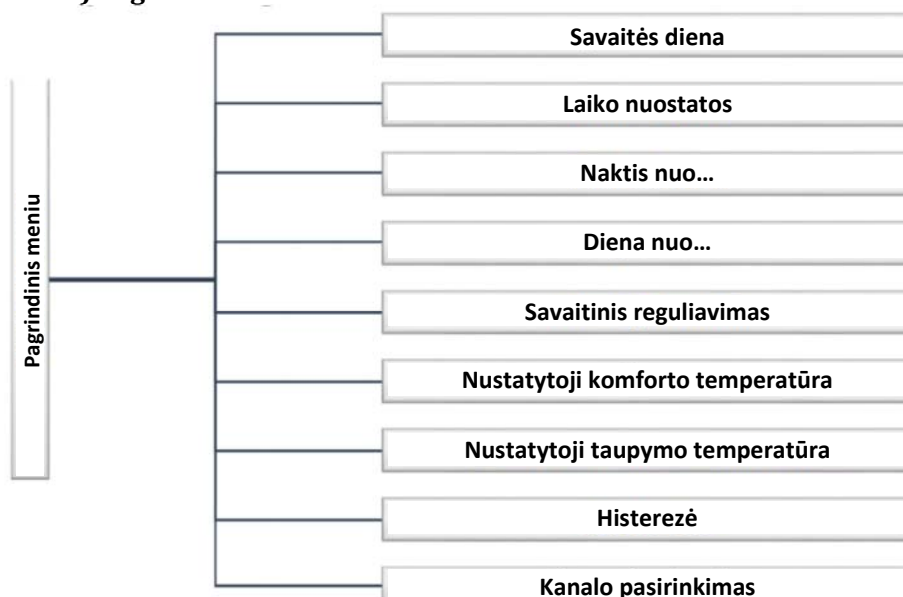 Pagrindinis meniu
Savaitės diena
Laiko nuostatos
Naktis nuo...
Diena nuo...
Savaitinis reguliavimas
Nustatytoji komforto temperatūra
Nustatytoji taupymo temperatūra
Histerezė
Kanalo pasirinkimas